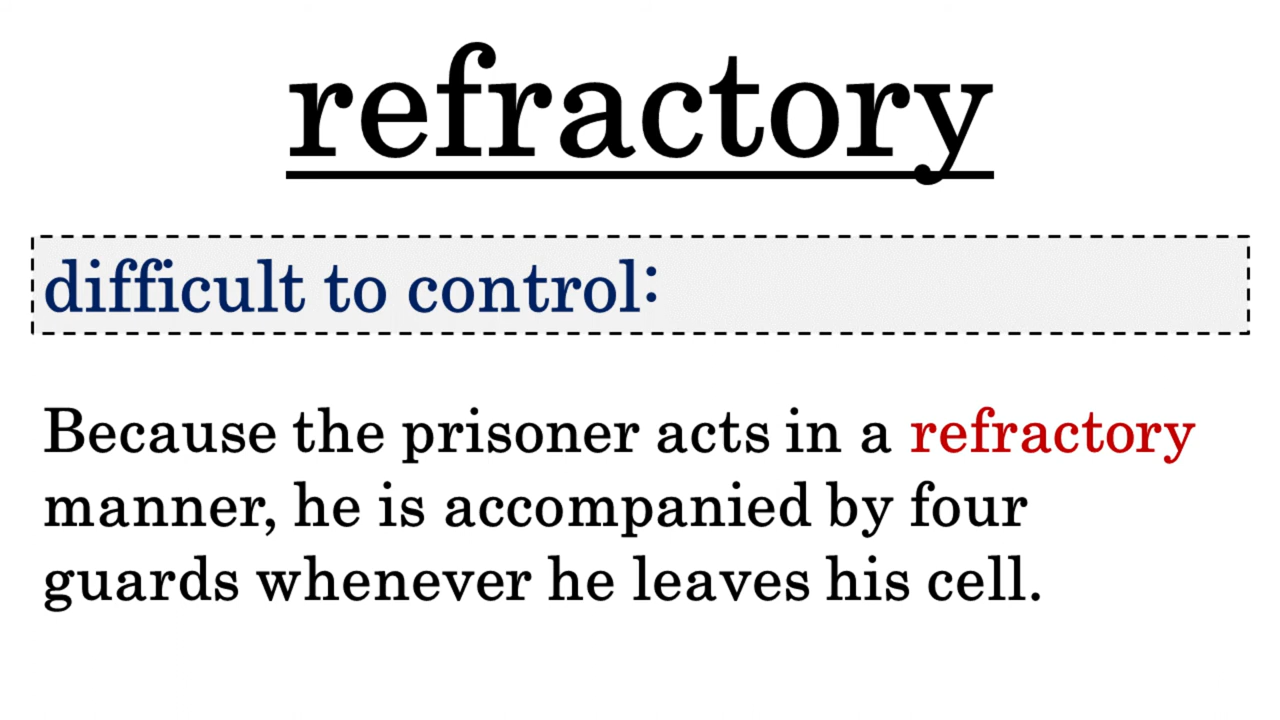 refractory
difficult to control:
Because the prisoner acts in a refractory
manner, he is accompanied by four
guards whenever he leaves his cell.